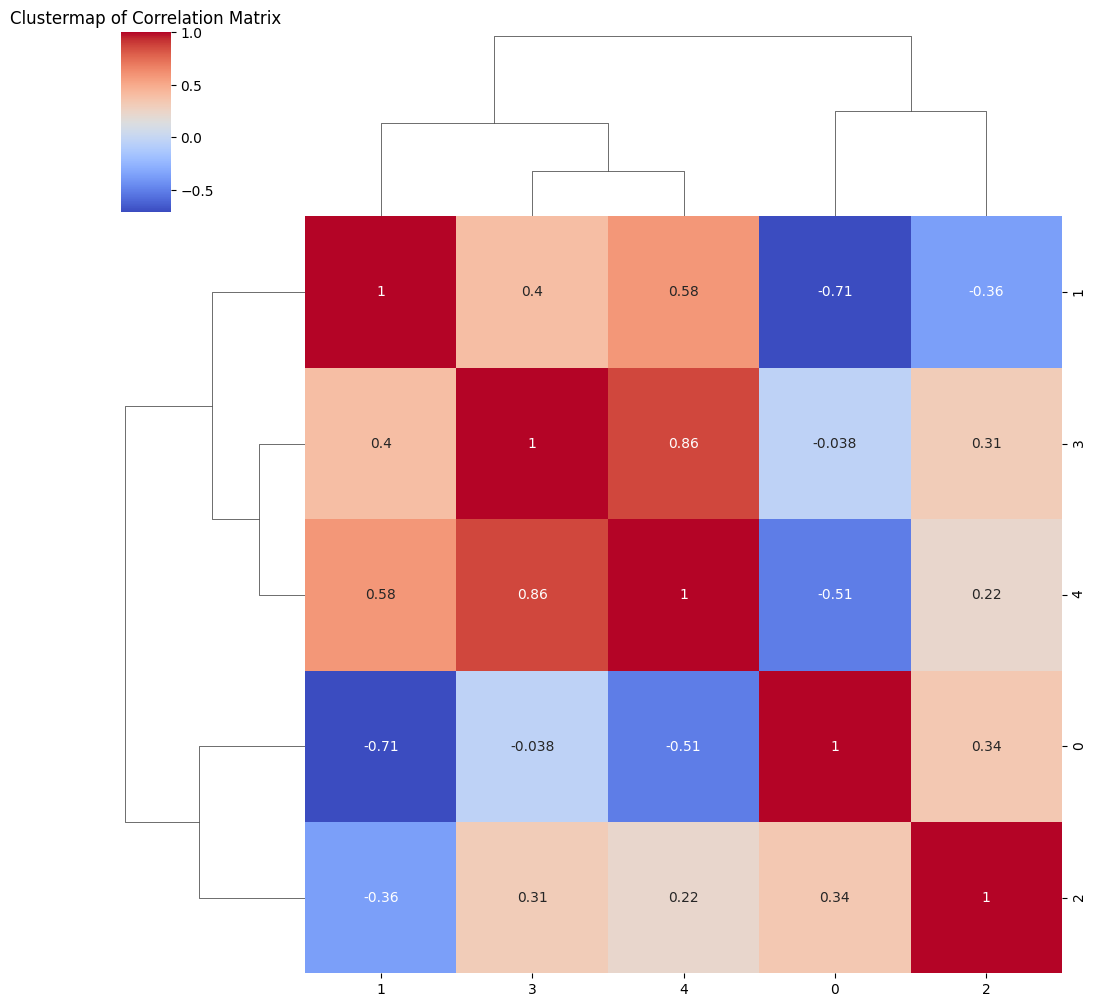 Clustermap of Correlation Matrix
1.0
0.5
0.0
−0.5
1 0.4 0.58 -0.71 -0.36 1
0.4 1 0.86 -0.038 0.31 3
0.58 0.86 1 -0.51 0.22 4
-0.71 -0.038 -0.51 1 0.34 0
-0.36 0.31 0.22 0.34 1 2
1 3 4 0 2